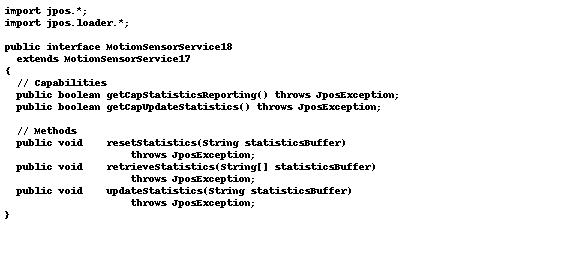 import jpos.*;
import jpos.loader.*;
public interface MotionSensorService18
extends MotionSensorService17
{
// Capabilities
public boolean getCapStatisticsReporting() throws JposException;
public boolean getCapUpdateStatistics() throws JposException;
// Methods
public void    resetStatistics(String statisticsBuffer)
throws JposException;
public void    retrieveStatistics(String[] statisticsBuffer)
throws JposException;
public void    updateStatistics(String statisticsBuffer)
throws JposException;
}